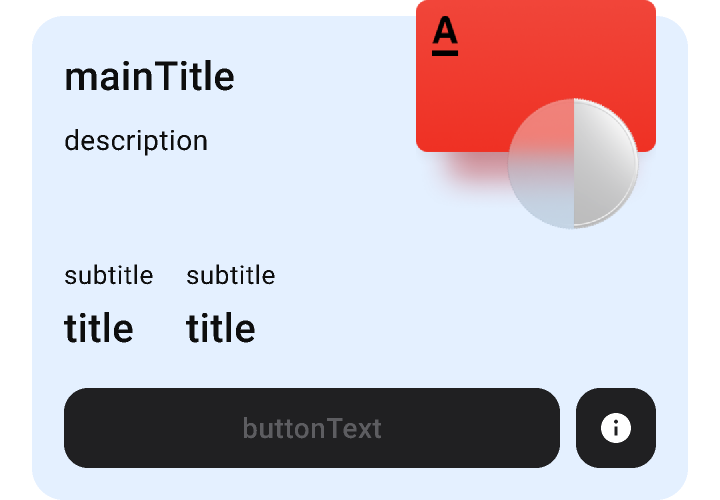 A
mainTitle
description
subtitle subtitle
title title
buttonText